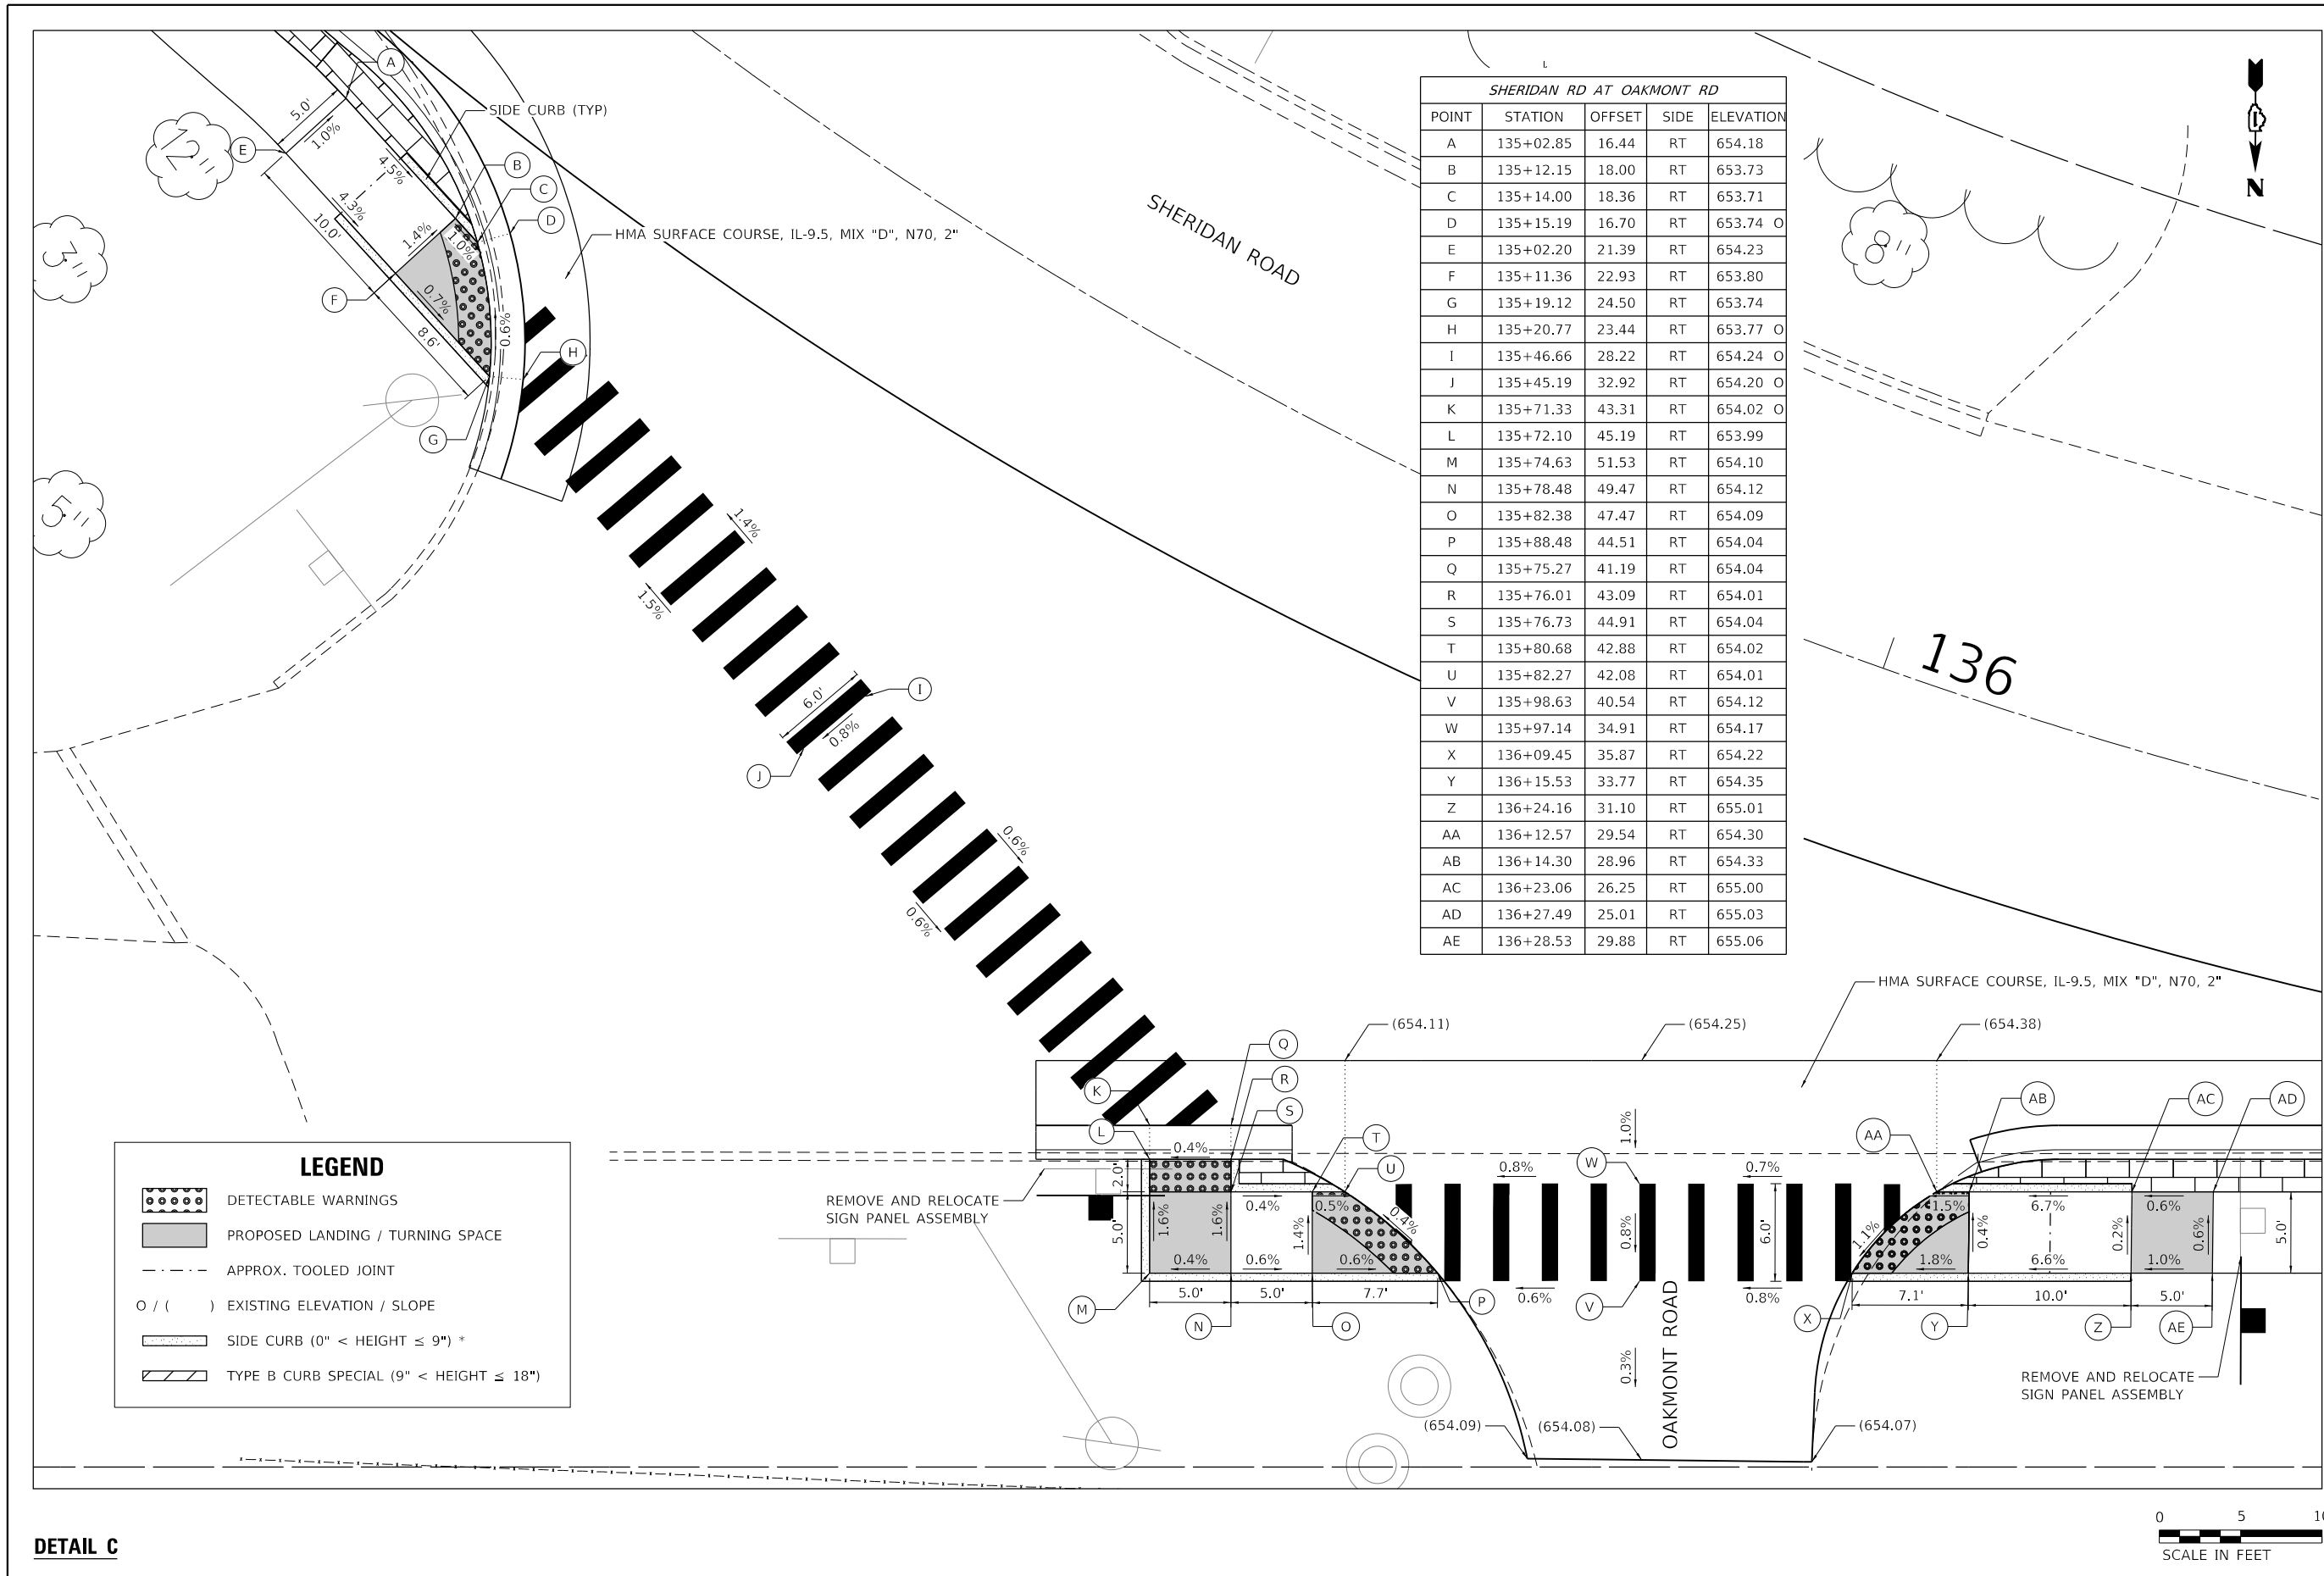 A
5.0'
1.0%
E
SIDE CURB (TYP)
12"
4.5%
B
C
D
4.3%
10.0'
1.4%
1.0%
HMA SURFACE COURSE, IL-9.5, MIX "D", N70, 2"
3"
F
0.7%
0.6%
8.6'
H
G
5"
1.4%
1.5%
SHERIDAN ROAD
6.0'
I
0.8%
J
0.6%
0.6%
SHERIDAN RD AT OAKMONT RD
POINT STATION OFFSET SIDE ELEVATION
A 135+02.85 16.44 RT 654.18
B 135+12.15 18.00 RT 653.73
C 135+14.00 18.36 RT 653.71
D 135+15.19 16.70 RT 653.74 O
E 135+02.20 21.39 RT 654.23
F 135+11.36 22.93 RT 653.80
G 135+19.12 24.50 RT 653.74
H 135+20.77 23.44 RT 653.77 O
I 135+46.66 28.22 RT 654.24 O
J 135+45.19 32.92 RT 654.20 O
K 135+71.33 43.31 RT 654.02 O
L 135+72.10 45.19 RT 653.99
M 135+74.63 51.53 RT 654.10
N 135+78.48 49.47 RT 654.12
O 135+82.38 47.47 RT 654.09
P 135+88.48 44.51 RT 654.04
Q 135+75.27 41.19 RT 654.04
R 135+76.01 43.09 RT 654.01
S 135+76.73 44.91 RT 654.04
T 135+80.68 42.88 RT 654.02
U 135+82.27 42.08 RT 654.01
V 135+98.63 40.54 RT 654.12
W 135+97.14 34.91 RT 654.17
X 136+09.45 35.87 RT 654.22
Y 136+15.53 33.77 RT 654.35
Z 136+24.16 31.10 RT 655.01
AA 136+12.57 29.54 RT 654.30
AB 136+14.30 28.96 RT 654.33
AC 136+23.06 26.25 RT 655.00
AD 136+27.49 25.01 RT 655.03
AE 136+28.53 29.88 RT 655.06
N
8"
136
HMA SURFACE COURSE, IL-9.5, MIX "D", N70, 2"
(654.11)
(654.25)
(654.38)
Q
K
R
S
L
T
U
AA
AB
AC
AD
W
1.0%
0.4%
2.0'
0.8%
0.7%
REMOVE AND RELOCATE
SIGN PANEL ASSEMBLY
5.0'
1.6%
1.6%
0.4%
1.4%
0.5%
0.4%
0.8%
6.0'
1.1%
1.5%
0.4%
6.7%
0.2%
0.6%
0.6%
5.0'
0.4%
0.6%
0.6%
1.8%
6.6%
1.0%
5.0'
5.0'
7.7'
P
0.6%
V
0.8%
7.1'
10.0'
5.0'
M
N
O
X
Y
Z
AE
OAKMONT ROAD
0.3%
REMOVE AND RELOCATE
SIGN PANEL ASSEMBLY
(654.09)
(654.08)
(654.07)
LEGEND
DETECTABLE WARNINGS
PROPOSED LANDING / TURNING SPACE
APPROX. TOOLED JOINT
O / ( ) EXISTING ELEVATION / SLOPE
SIDE CURB (0" < HEIGHT ≤ 9") *
TYPE B CURB SPECIAL (9" < HEIGHT ≤ 18")
DETAIL C
0 5
SCALE IN FEET